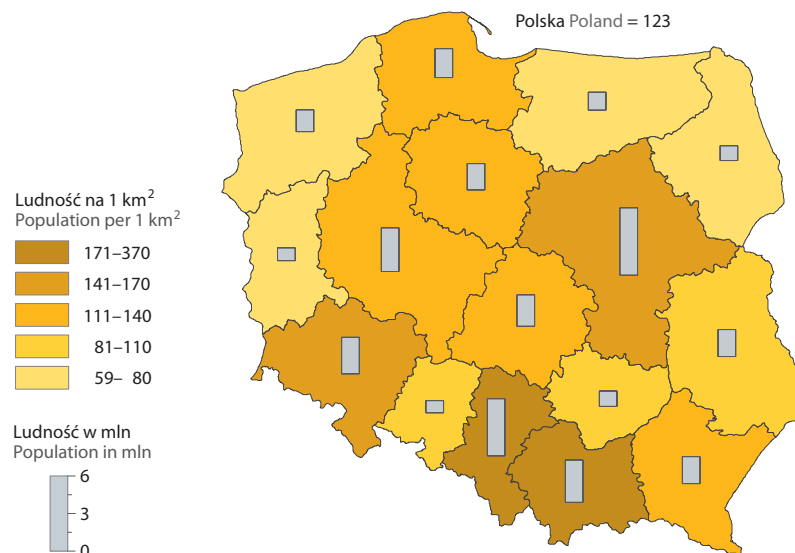 Polska Poland = 123
Ludność na 1 km²
Population per 1 km²
171–370
141–170
111–140
81–110
59– 80
Ludność w mln
Population in mln
6
3
0